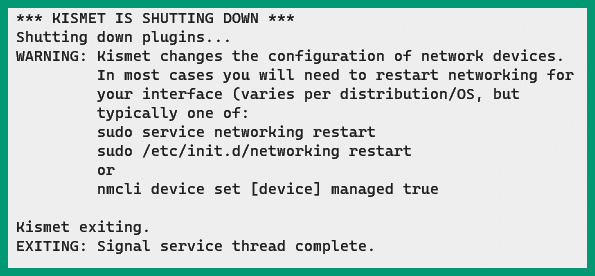 *** KISMET IS SHUTTING DOWN ***
Shutting down plugins...
WARNING: Kismet changes the configuration of network devices.
         In most cases you will need to restart networking for
         your interface (varies per distribution/OS, but
         typically one of:
         sudo service networking restart
         sudo /etc/init.d/networking restart
         or
         nmcli device set [device] managed true

Kismet exiting.
EXITING: Signal service thread complete.